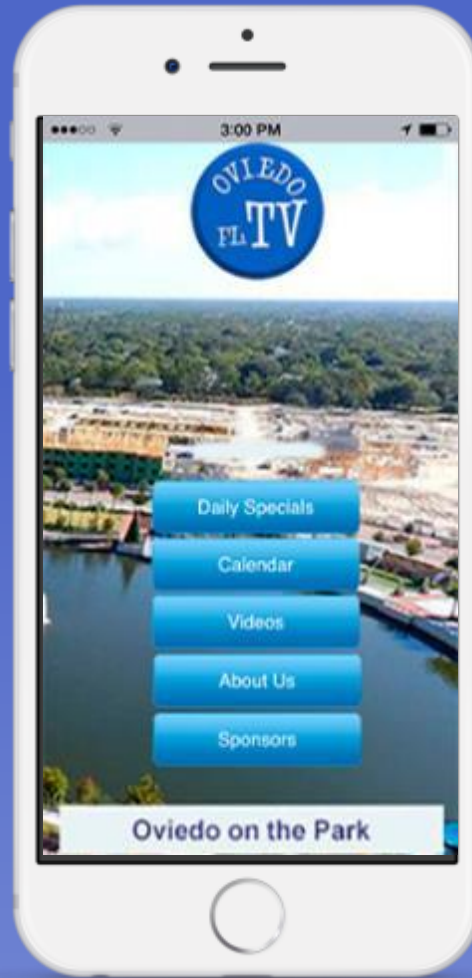 3:00 PM
OVIEDO
FL TV
Daily Specials
Calendar
Videos
About Us
Sponsors
Oviedo on the Park